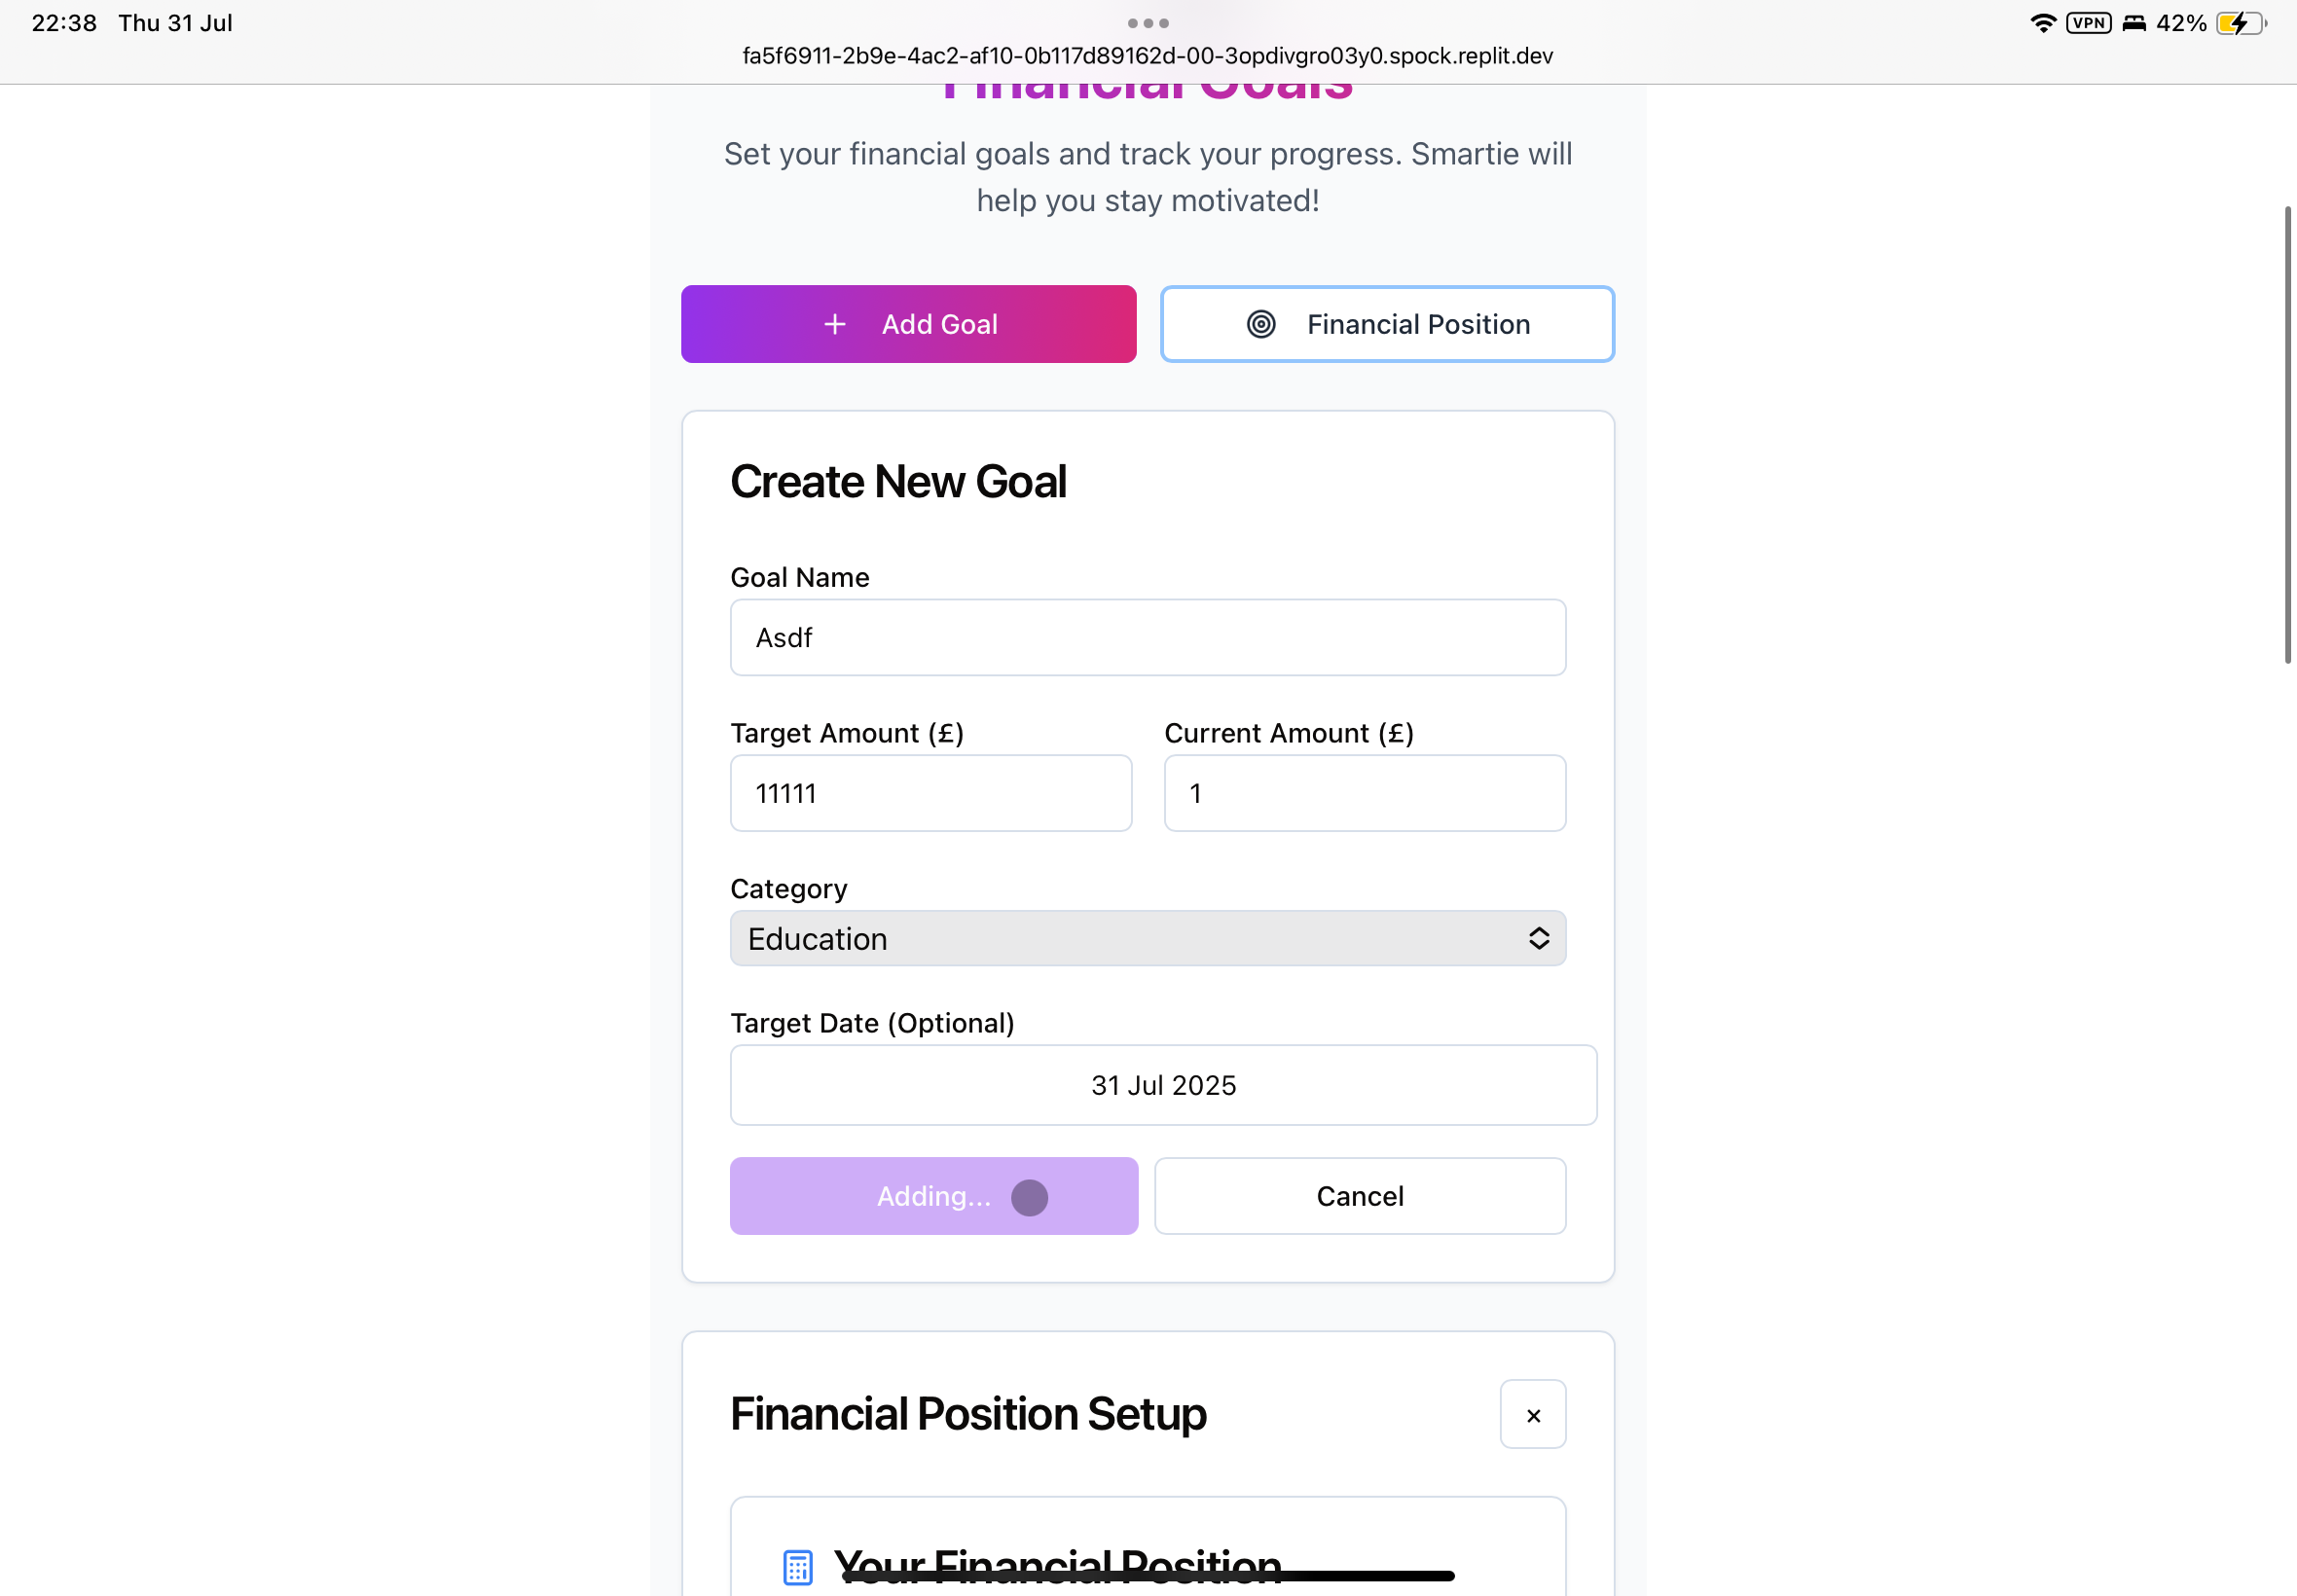 22:38 Thu 31 Jul
VPN 42%
fa5f6911-2b9e-4ac2-af10-0b117d89162d-00-3opdivgro03y0.spock.replit.dev
Financial Goals
Set your financial goals and track your progress. Smartie will
help you stay motivated!
+ Add Goal
Financial Position
Create New Goal
Goal Name
Asdf
Target Amount (£)
Current Amount (£)
11111
1
Category
Education
Target Date (Optional)
31 Jul 2025
Adding...
Cancel
Financial Position Setup
×
Your Financial Position